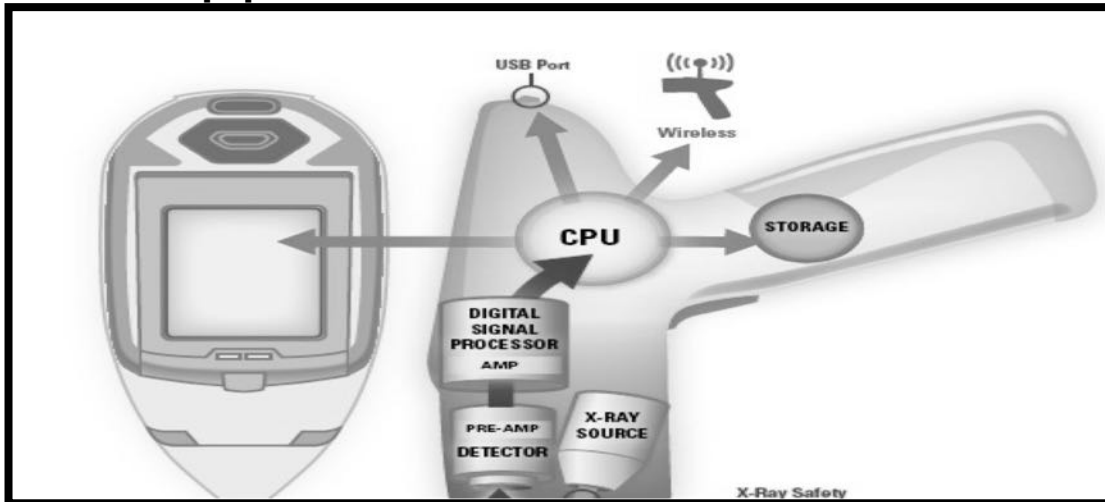 USB Port
Wireless
CPU
STORAGE
DIGITAL
SIGNAL
PROCESSOR
AMP
PRE-AMP
DETECTOR
X-RAY
SOURCE
X-Ray Safety